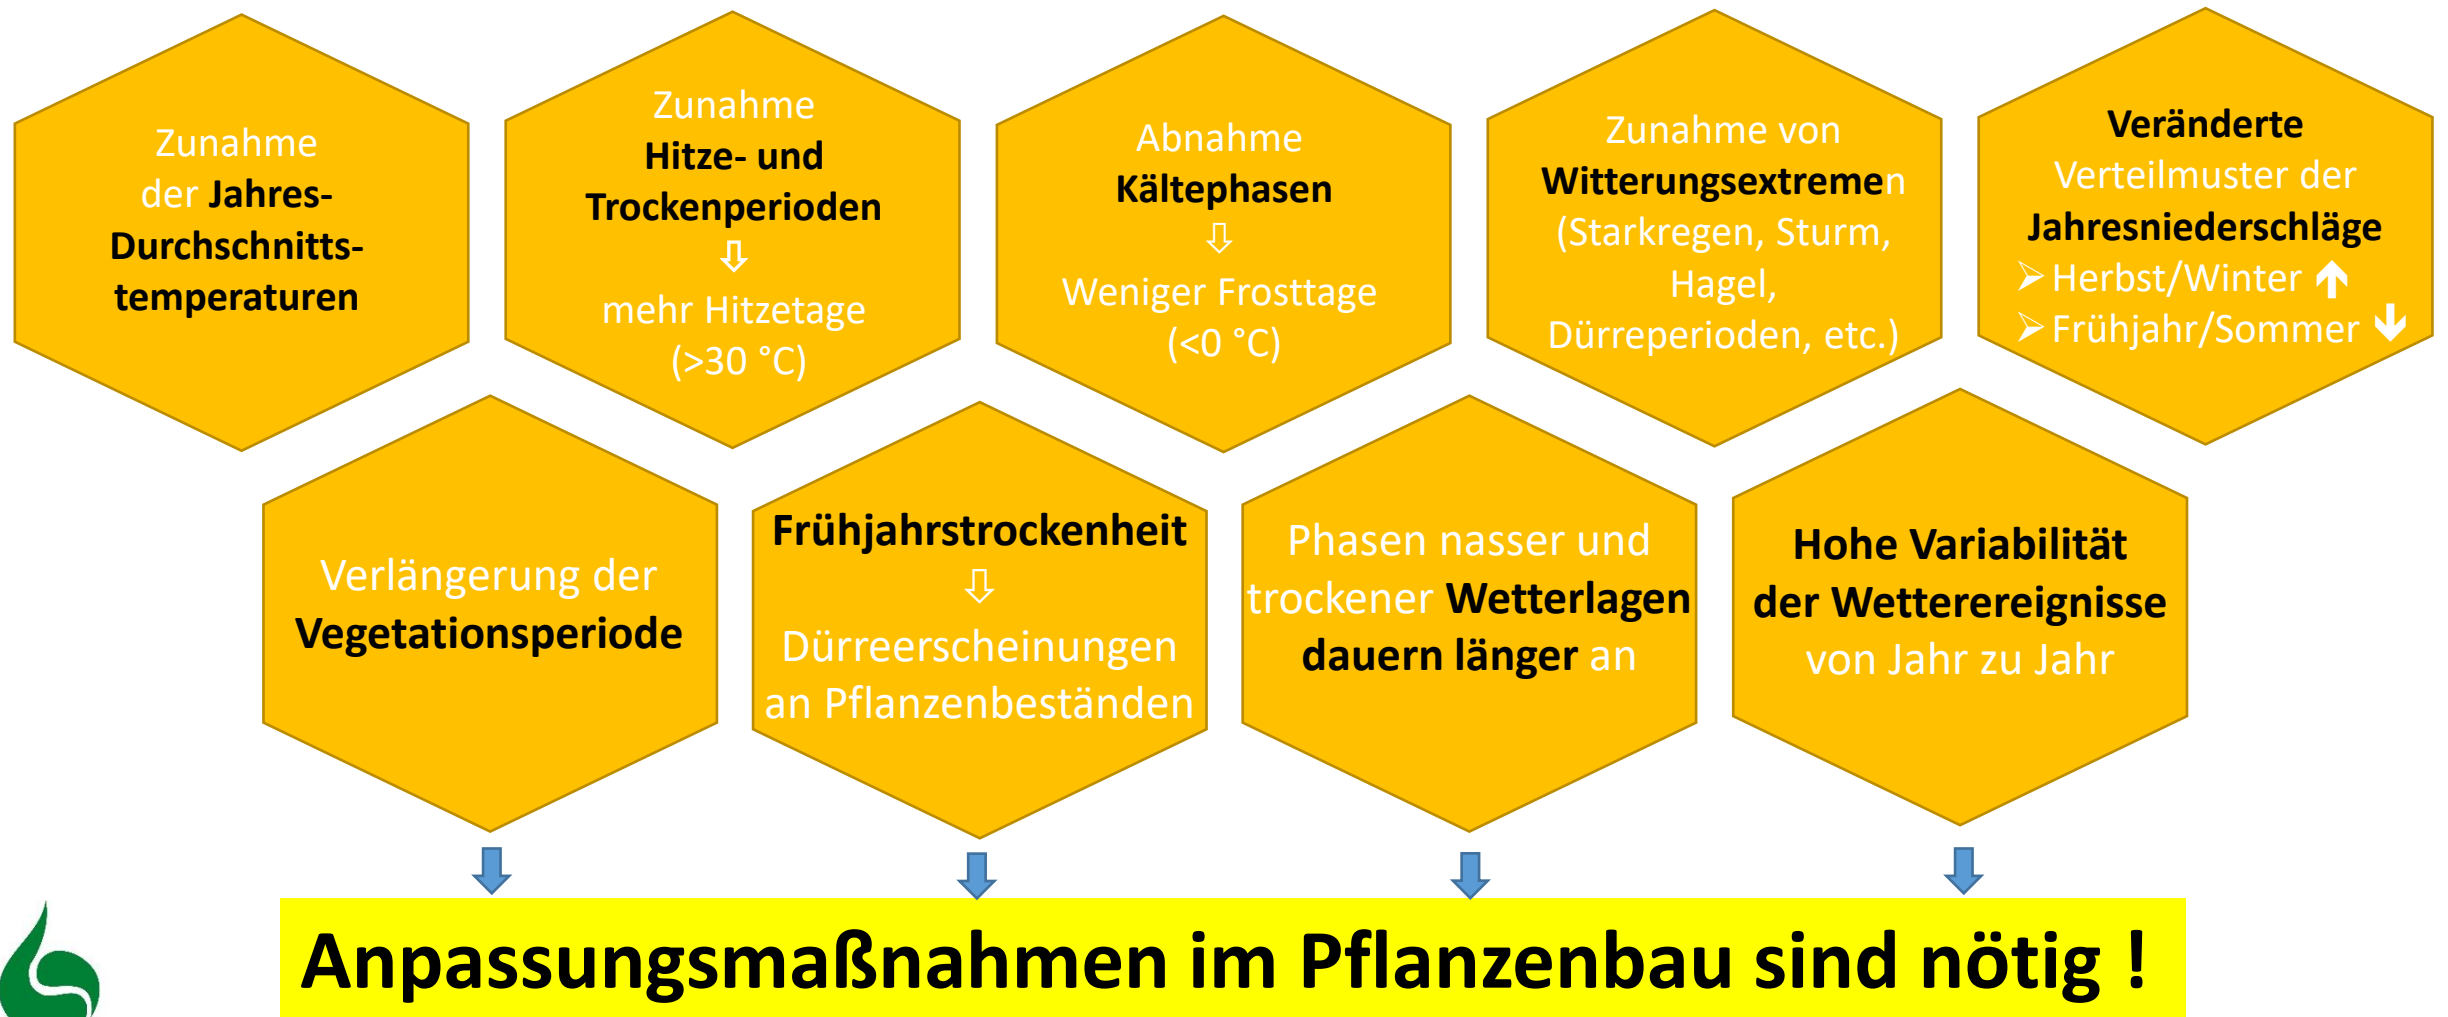 Zunahme
der Jahres-
Durchschnitts-
temperaturen
Zunahme
Hitze- und
Trockenperioden
⇩
mehr Hitzetage
(>30 °C)
Abnahme
Kältephasen
⇩
Weniger Frosttage
(<0 °C)
Zunahme von
Witterungsextremen
(Starkregen, Sturm,
Hagel,
Dürreperioden, etc.)
Veränderte
Verteilmuster der
Jahresniederschläge
➢ Herbst/Winter 🡹
➢ Frühjahr/Sommer 🡻
Verlängerung der
Vegetationsperiode
Frühjahrstrockenheit
⇩
Dürreerscheinungen
an Pflanzenbeständen
Phasen nasser und
trockener Wetterlagen
dauern länger an
Hohe Variabilität
der Wetterereignisse
von Jahr zu Jahr
Anpassungsmaßnahmen im Pflanzenbau sind nötig !